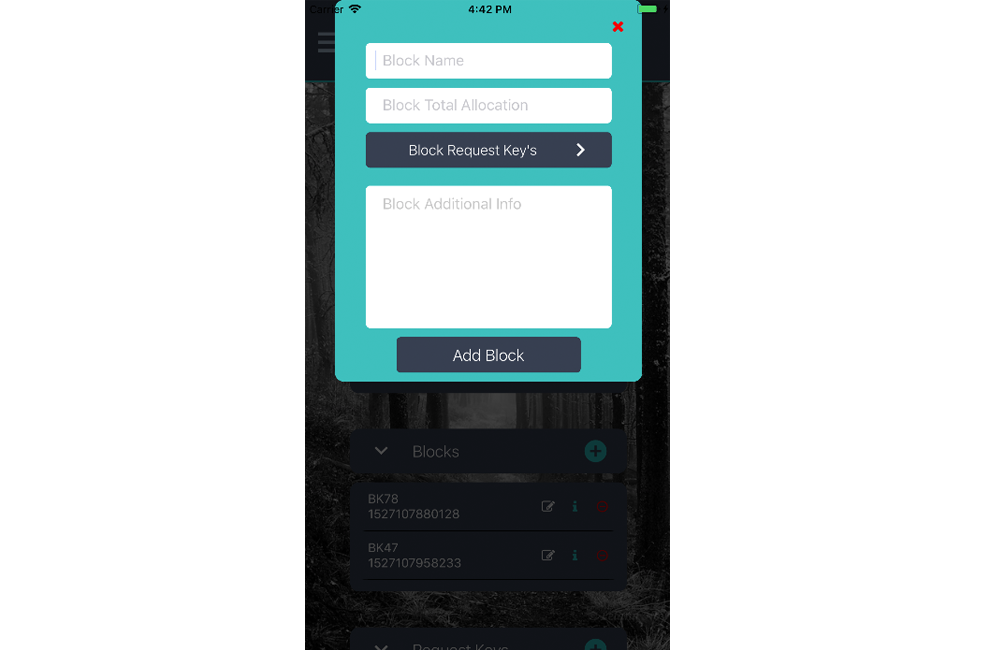 Carrier 4:42 PM
Block Name
Block Total Allocation
Block Request Key's
Block Additional Info
Add Block
Blocks
BK78
1527107880128
BK47
1527107958233
Request Keys